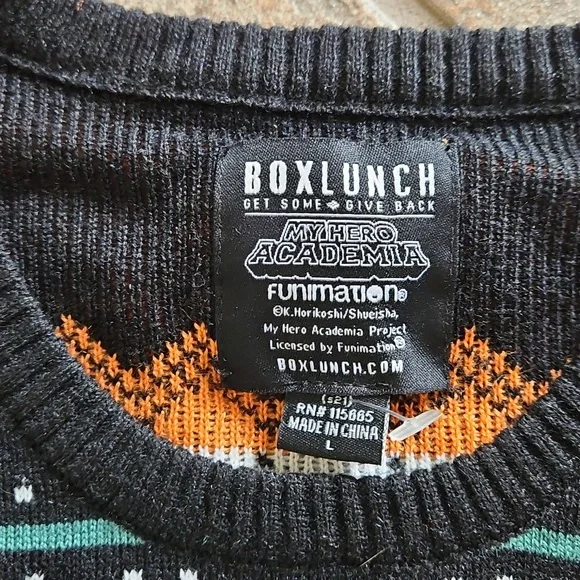 BOXLUNCH
GET SOME GIVE BACK
MY HERO
ACADEMIA
FUNIMATION®
©K.Horikoshi/Shueisha,
My Hero Academia Project
Licensed by Funimation®
BOXLUNCH.COM
(s21)
RN# 115665
MADE IN CHINA
L